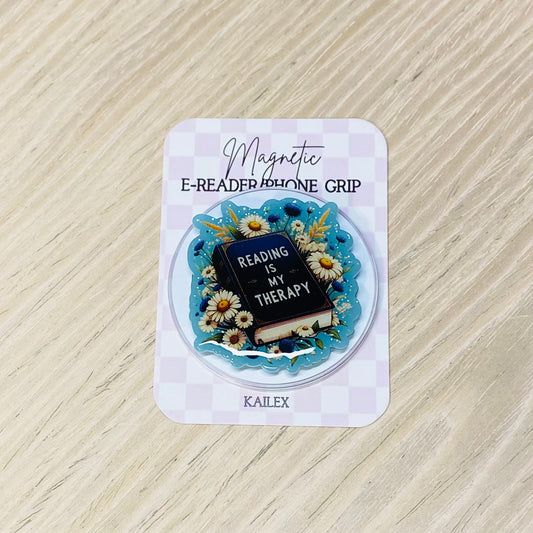 Magnetic
E-READER/PHONE GRIP
READING
IS
MY
THERAPY
KAILEX